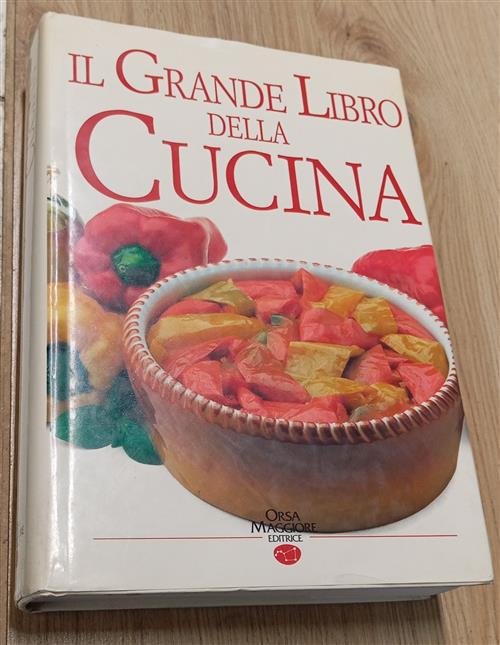 IL GRANDE LIBRO
DELLA
CUCINA
ORSA
MAGGIORE
EDITRICE